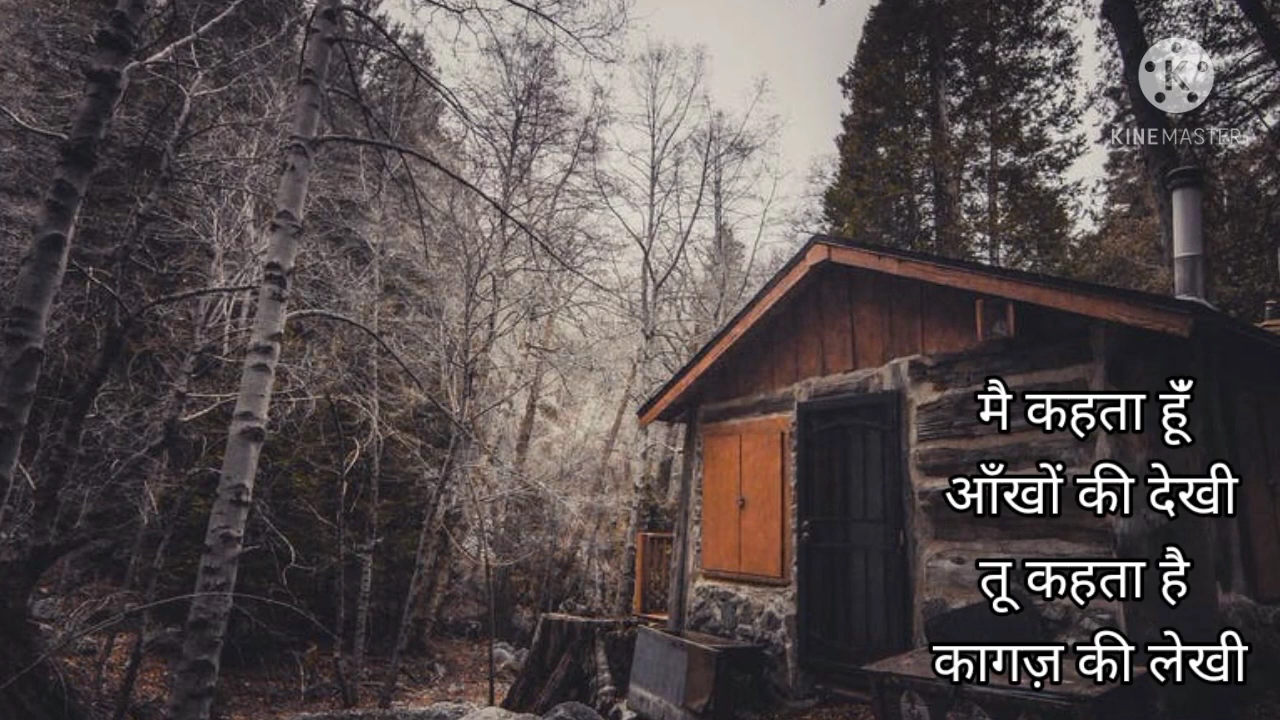 KINEMASTER
मै कहता हूँ
आँखों की देखी
तू कहता है
कागज़ की लेखी